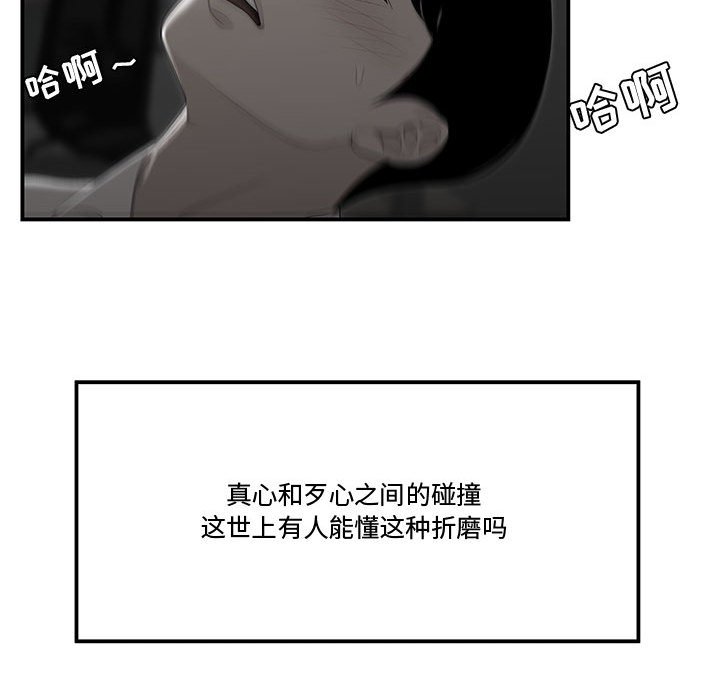 哈啊～
哈啊
真心和歹心之间的碰撞
这世上有人能懂这种折磨吗